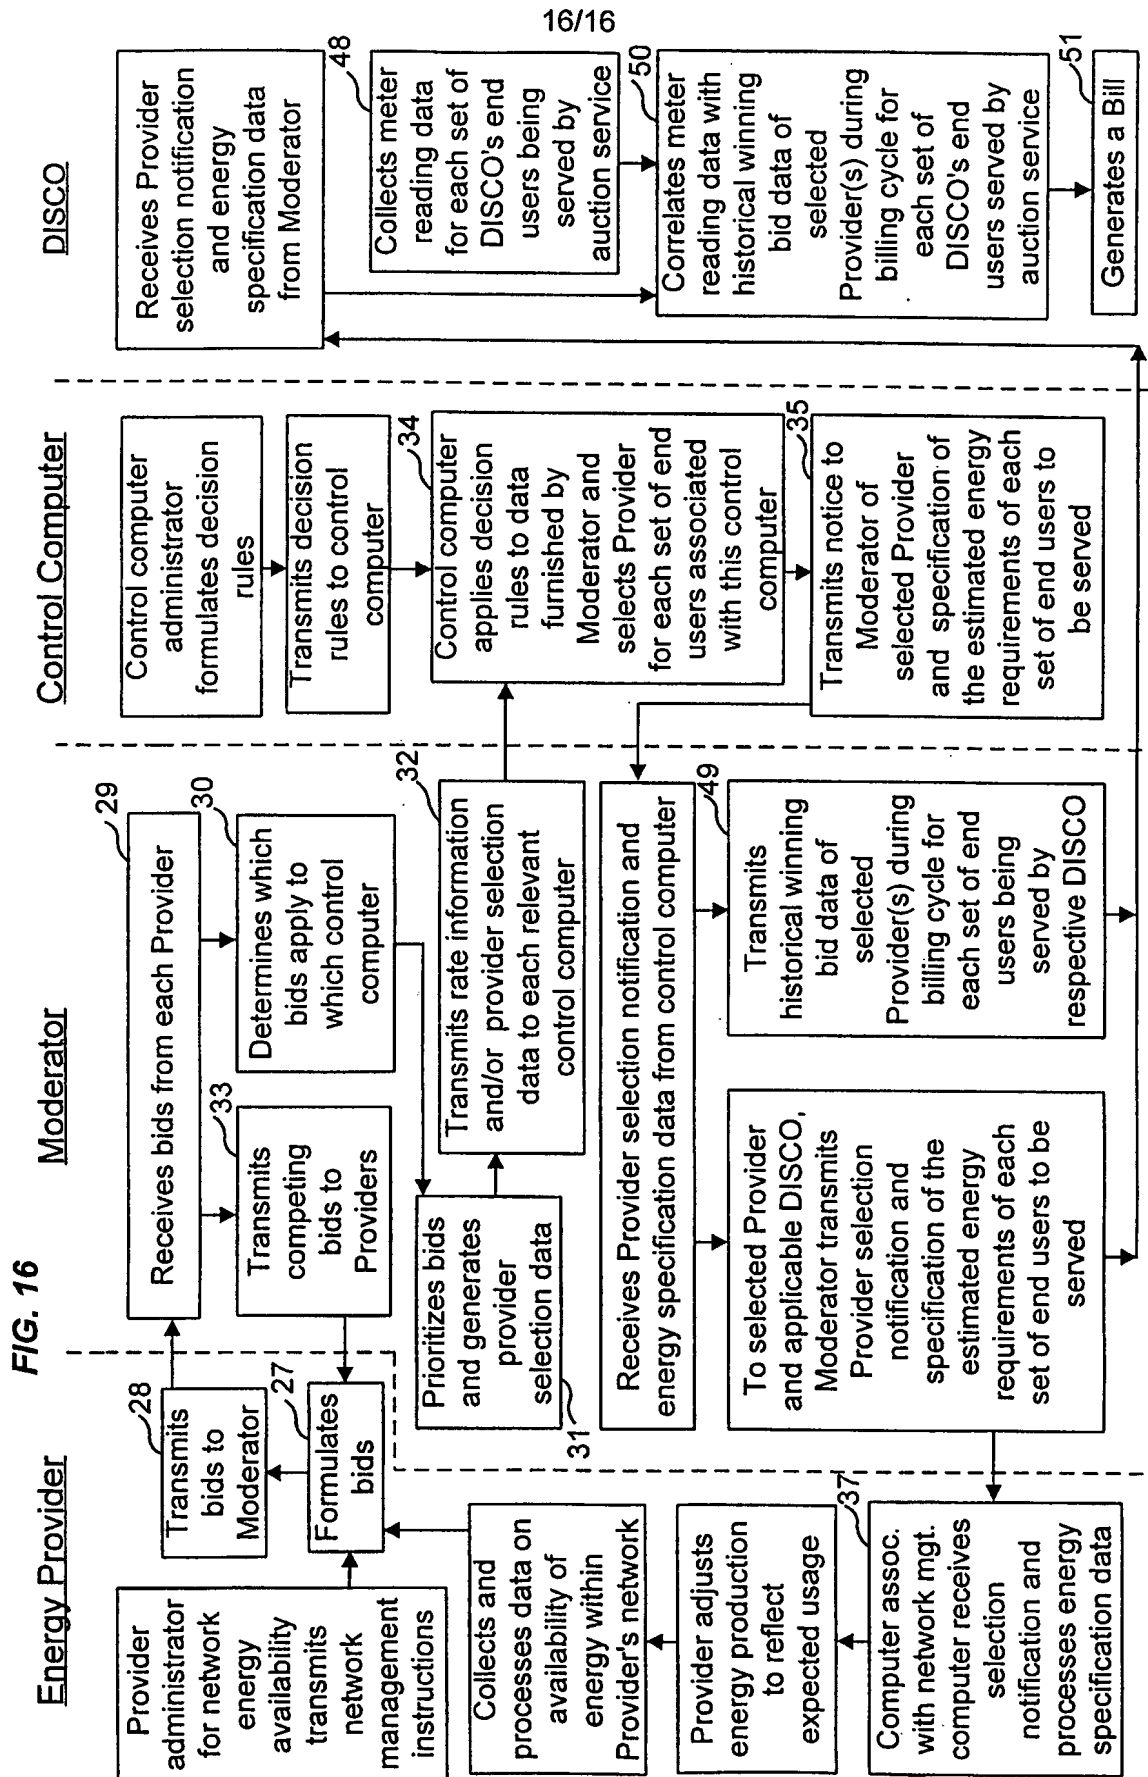 16/16
FIG. 16
Energy Provider
Provider
administrator
for network
energy
availability
transmits
network
management
instructions
28
Transmits
bids to
Moderator
27
Formulates
bids
Collects and
processes data on
availability of
energy within
Provider's network
Provider adjusts
energy production
to reflect
expected usage
37
Computer assoc.
with network mgt.
computer receives
selection
notification and
processes energy
specification data
Moderator
29
Receives bids from each Provider
33
Transmits
competing
bids to
Providers
30
Determines which
bids apply to
which control
computer
Prioritizes bids
and generates
provider
selection data
31
32
Transmits rate information
and/or provider selection
data to each relevant
control computer
Receives Provider selection notification and
energy specification data from control computer
To selected Provider
and applicable DISCO,
Moderator transmits
Provider selection
notification and
specification of the
estimated energy
requirements of each
set of end users to be
served
49
Transmits
historical winning
bid data of
selected
Provider(s) during
billing cycle for
each set of end
users being
served by
respective DISCO
Control Computer
Control computer
administrator
formulates decision
rules
Transmits decision
rules to control
computer
34
Control computer
applies decision
rules to data
furnished by
Moderator and
selects Provider
for each set of end
users associated
with this control
computer
35
Transmits notice to
Moderator of
selected Provider
and specification of
the estimated energy
requirements of each
set of end users to
be served
DISCO
Receives Provider
selection notification
and energy
specification data
from Moderator
48
Collects meter
reading data
for each set of
DISCO's end
users being
served by
auction service
50
Correlates meter
reading data with
historical winning
bid data of
selected
Provider(s) during
billing cycle for
each set of
DISCO's end
users served by
auction service
51
Generates a Bill